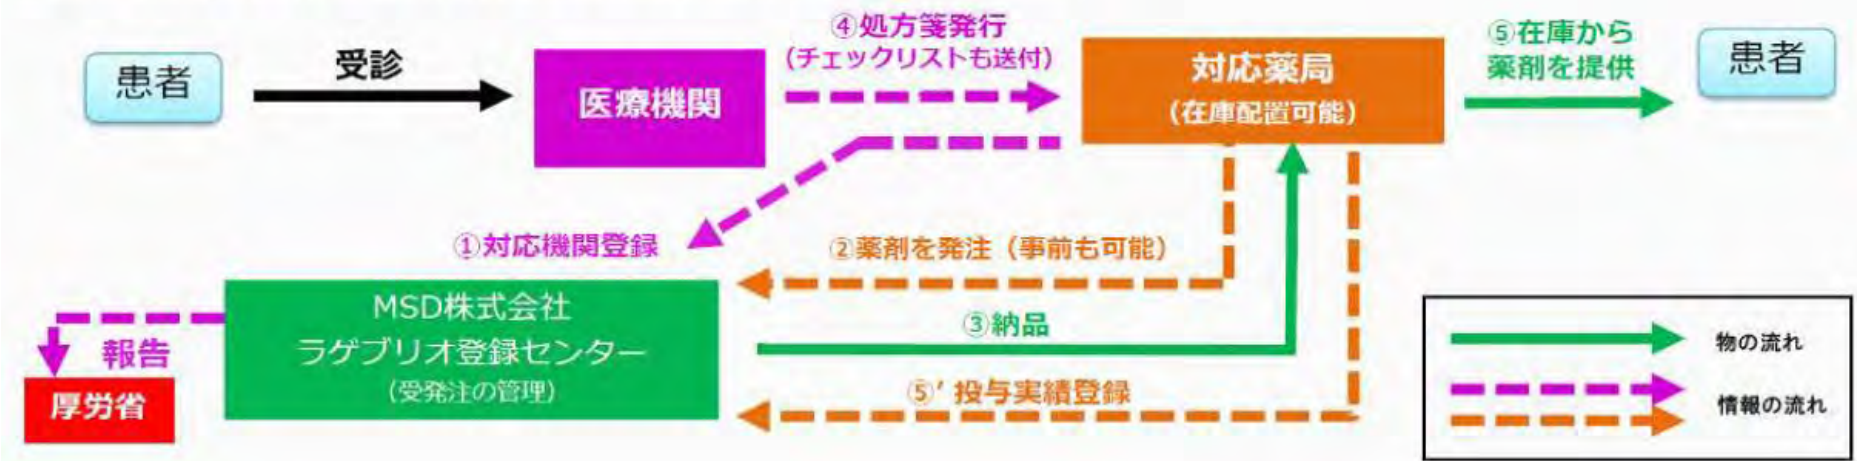 患者
受診
医療機関
④処方箋発行
(チェックリストも送付)
対応薬局
(在庫配置可能)
⑤在庫から
薬剤を提供
患者
①対応機関登録
②薬剤を発注（事前も可能）
MSD株式会社
ラゲブリオ登録センター
(受発注の管理)
③納品
⑤’投与実績登録
報告
厚労省
物の流れ
情報の流れ